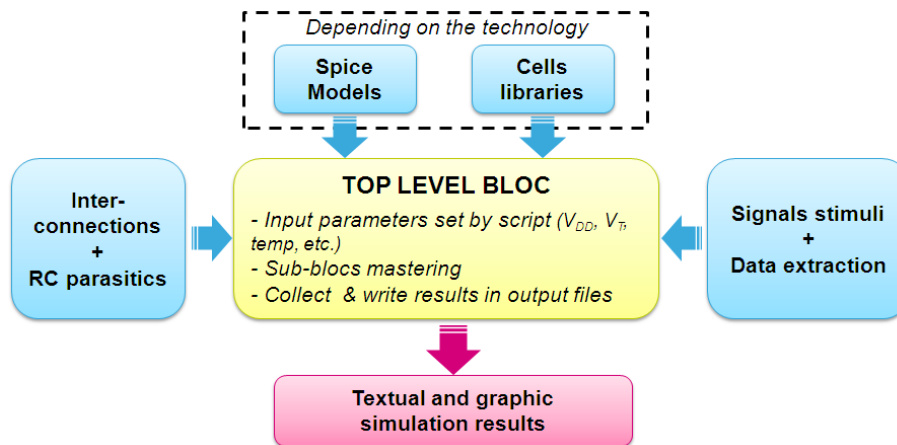 Depending on the technology
Spice
Models
Cells
libraries
Inter-
connections
+
RC parasitics
TOP LEVEL BLOC
- Input parameters set by script (VDD, VT,
temp, etc.)
- Sub-blocs mastering
- Collect & write results in output files
Signals stimuli
+
Data extraction
Textual and graphic
simulation results